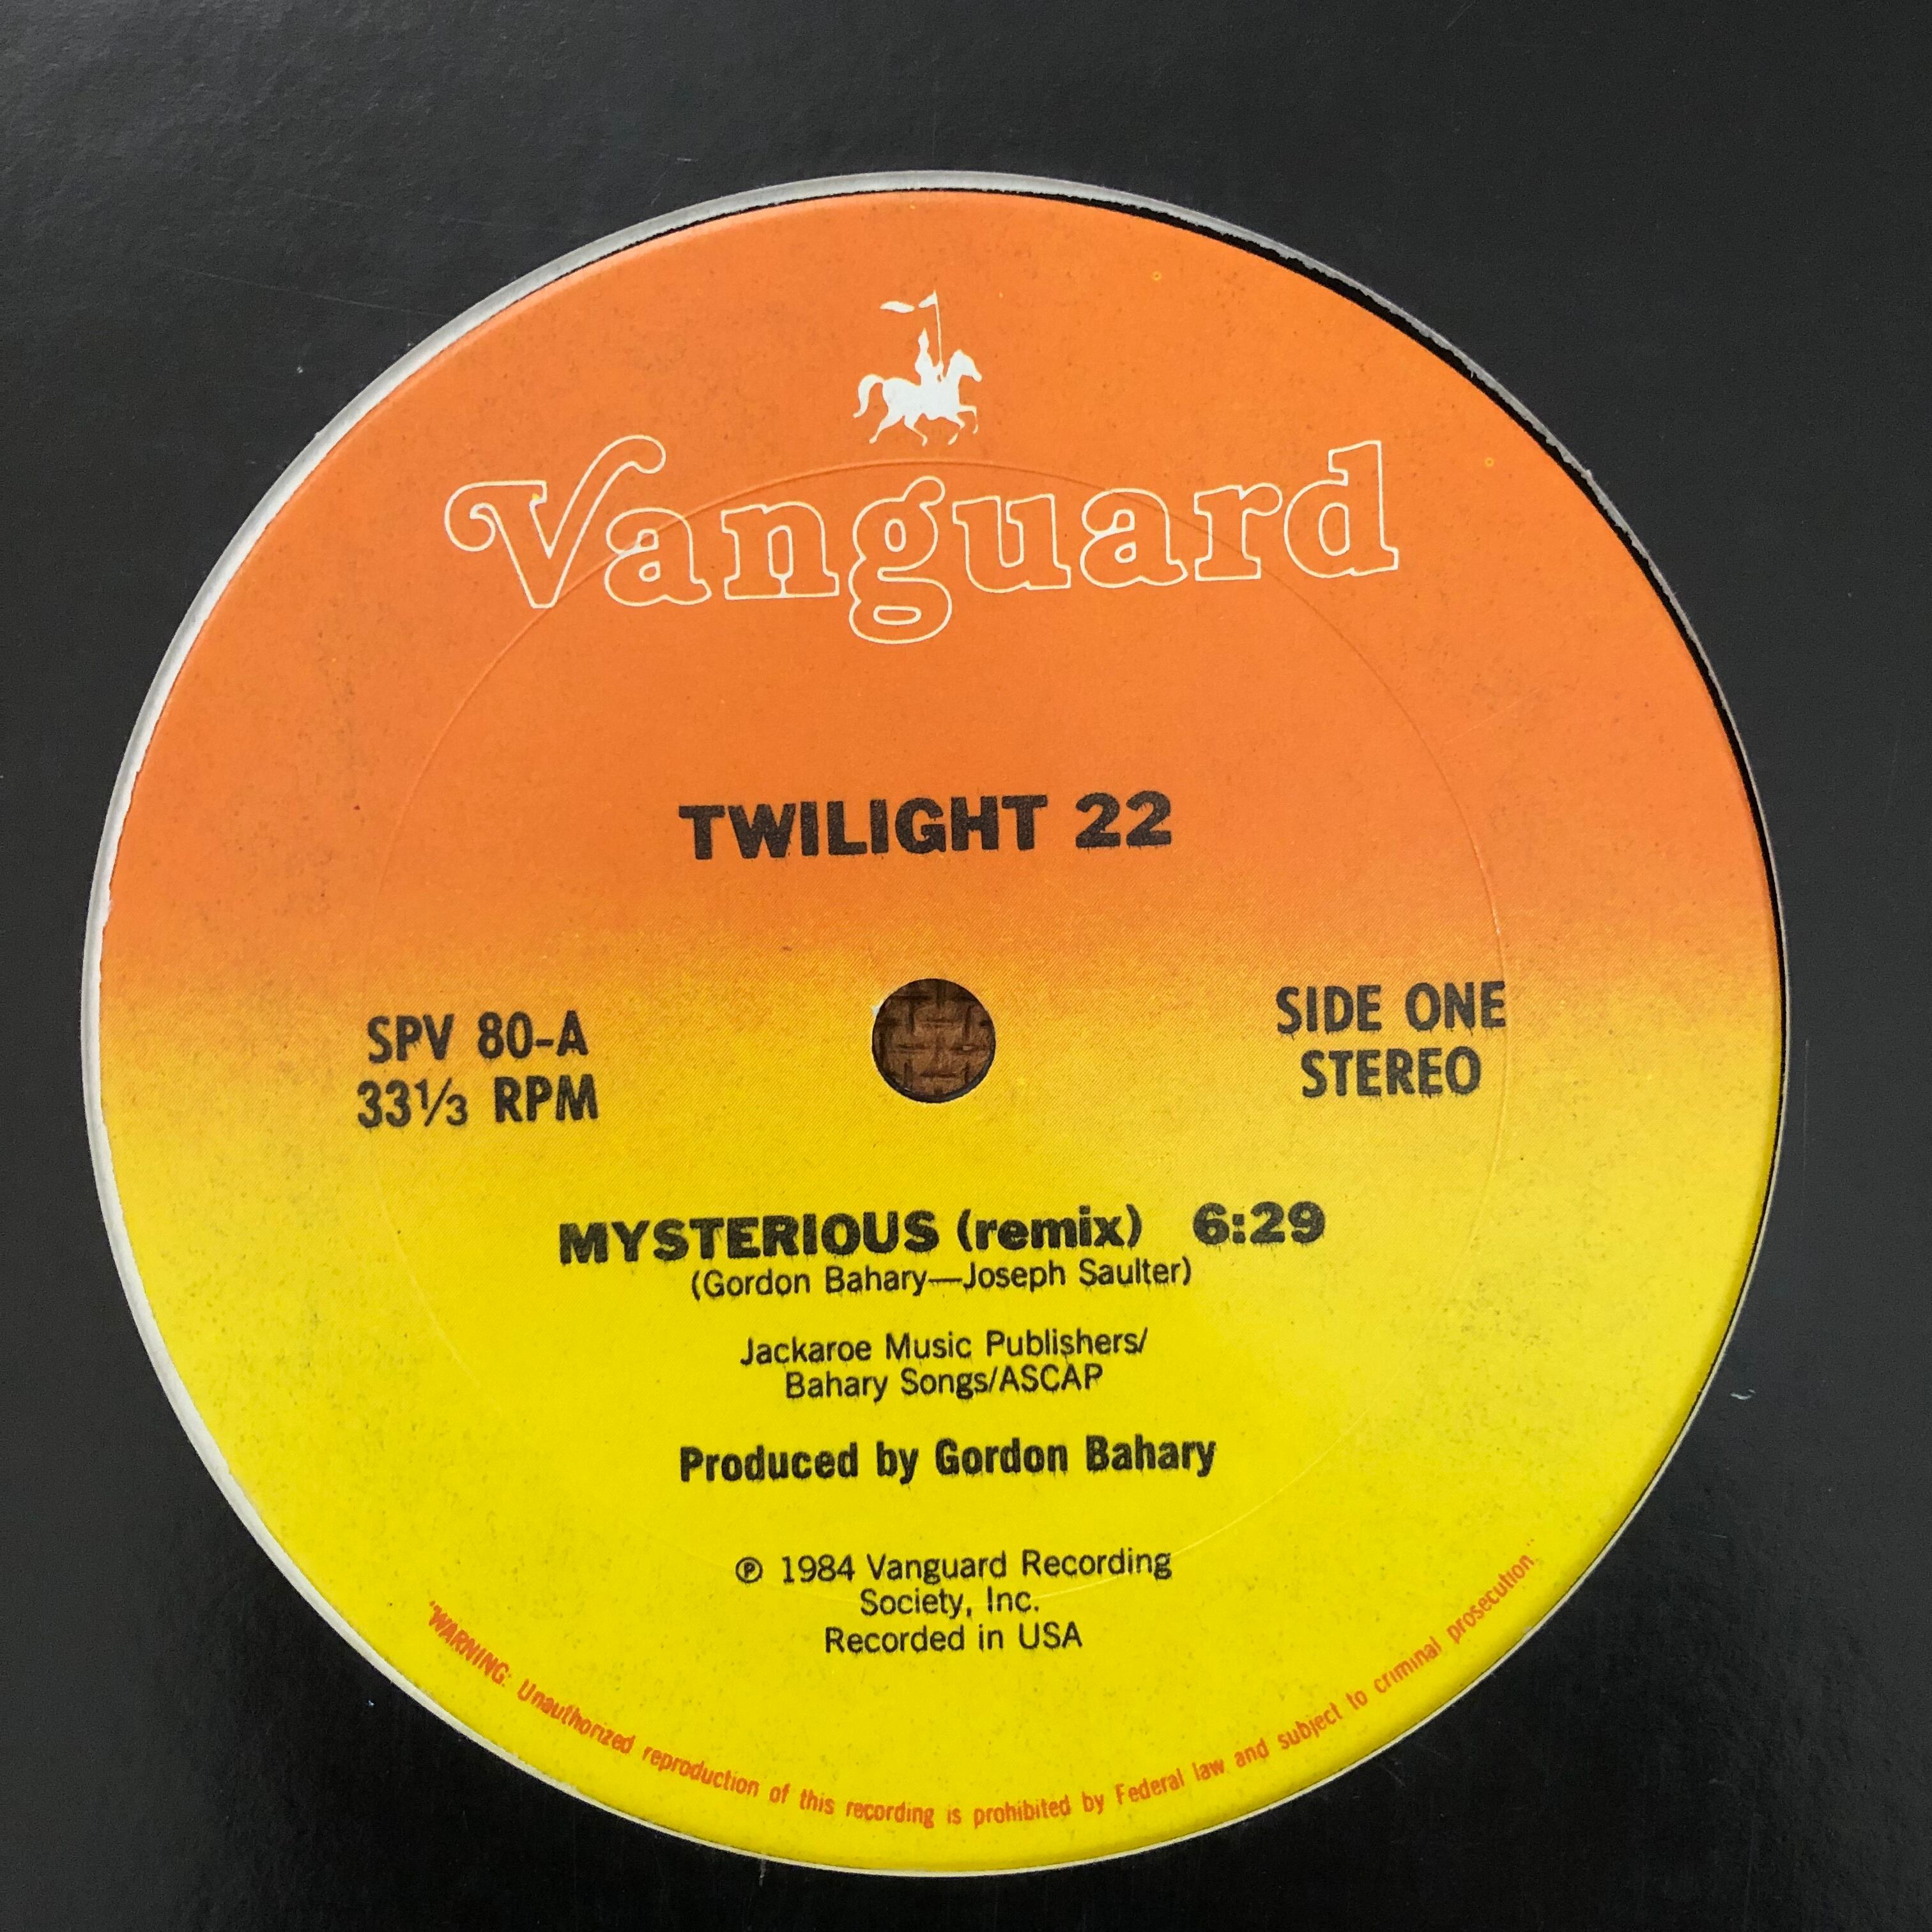 Vanguard
TWILIGHT 22
SPV 80-A
33⅓ RPM
SIDE ONE
STEREO
MYSTERIOUS (remix) 6:29
(Gordon Bahary—Joseph Saulter)
Jackaroe Music Publishers/
Bahary Songs/ASCAP
Produced by Gordon Bahary
℗ 1984 Vanguard Recording
Society, Inc.
Recorded in USA
"WARNING: Unauthorized reproduction of this recording is prohibited by Federal law and subject to criminal prosecution."